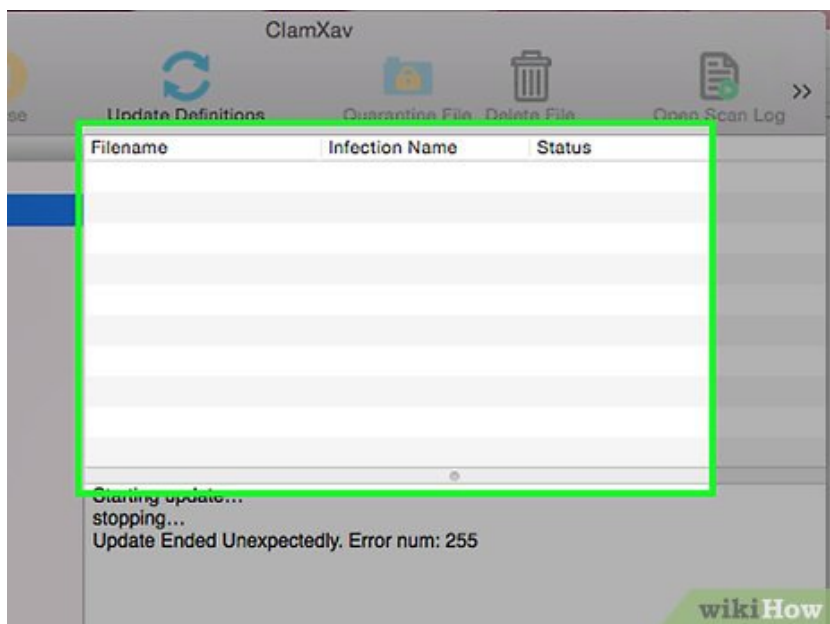 ClamXav
se Update Definitions Quarantine File Delete File Open Scan Log
Filename Infection Name Status
Starting update...
stopping...
Update Ended Unexpectedly. Error num: 255
wikiHow